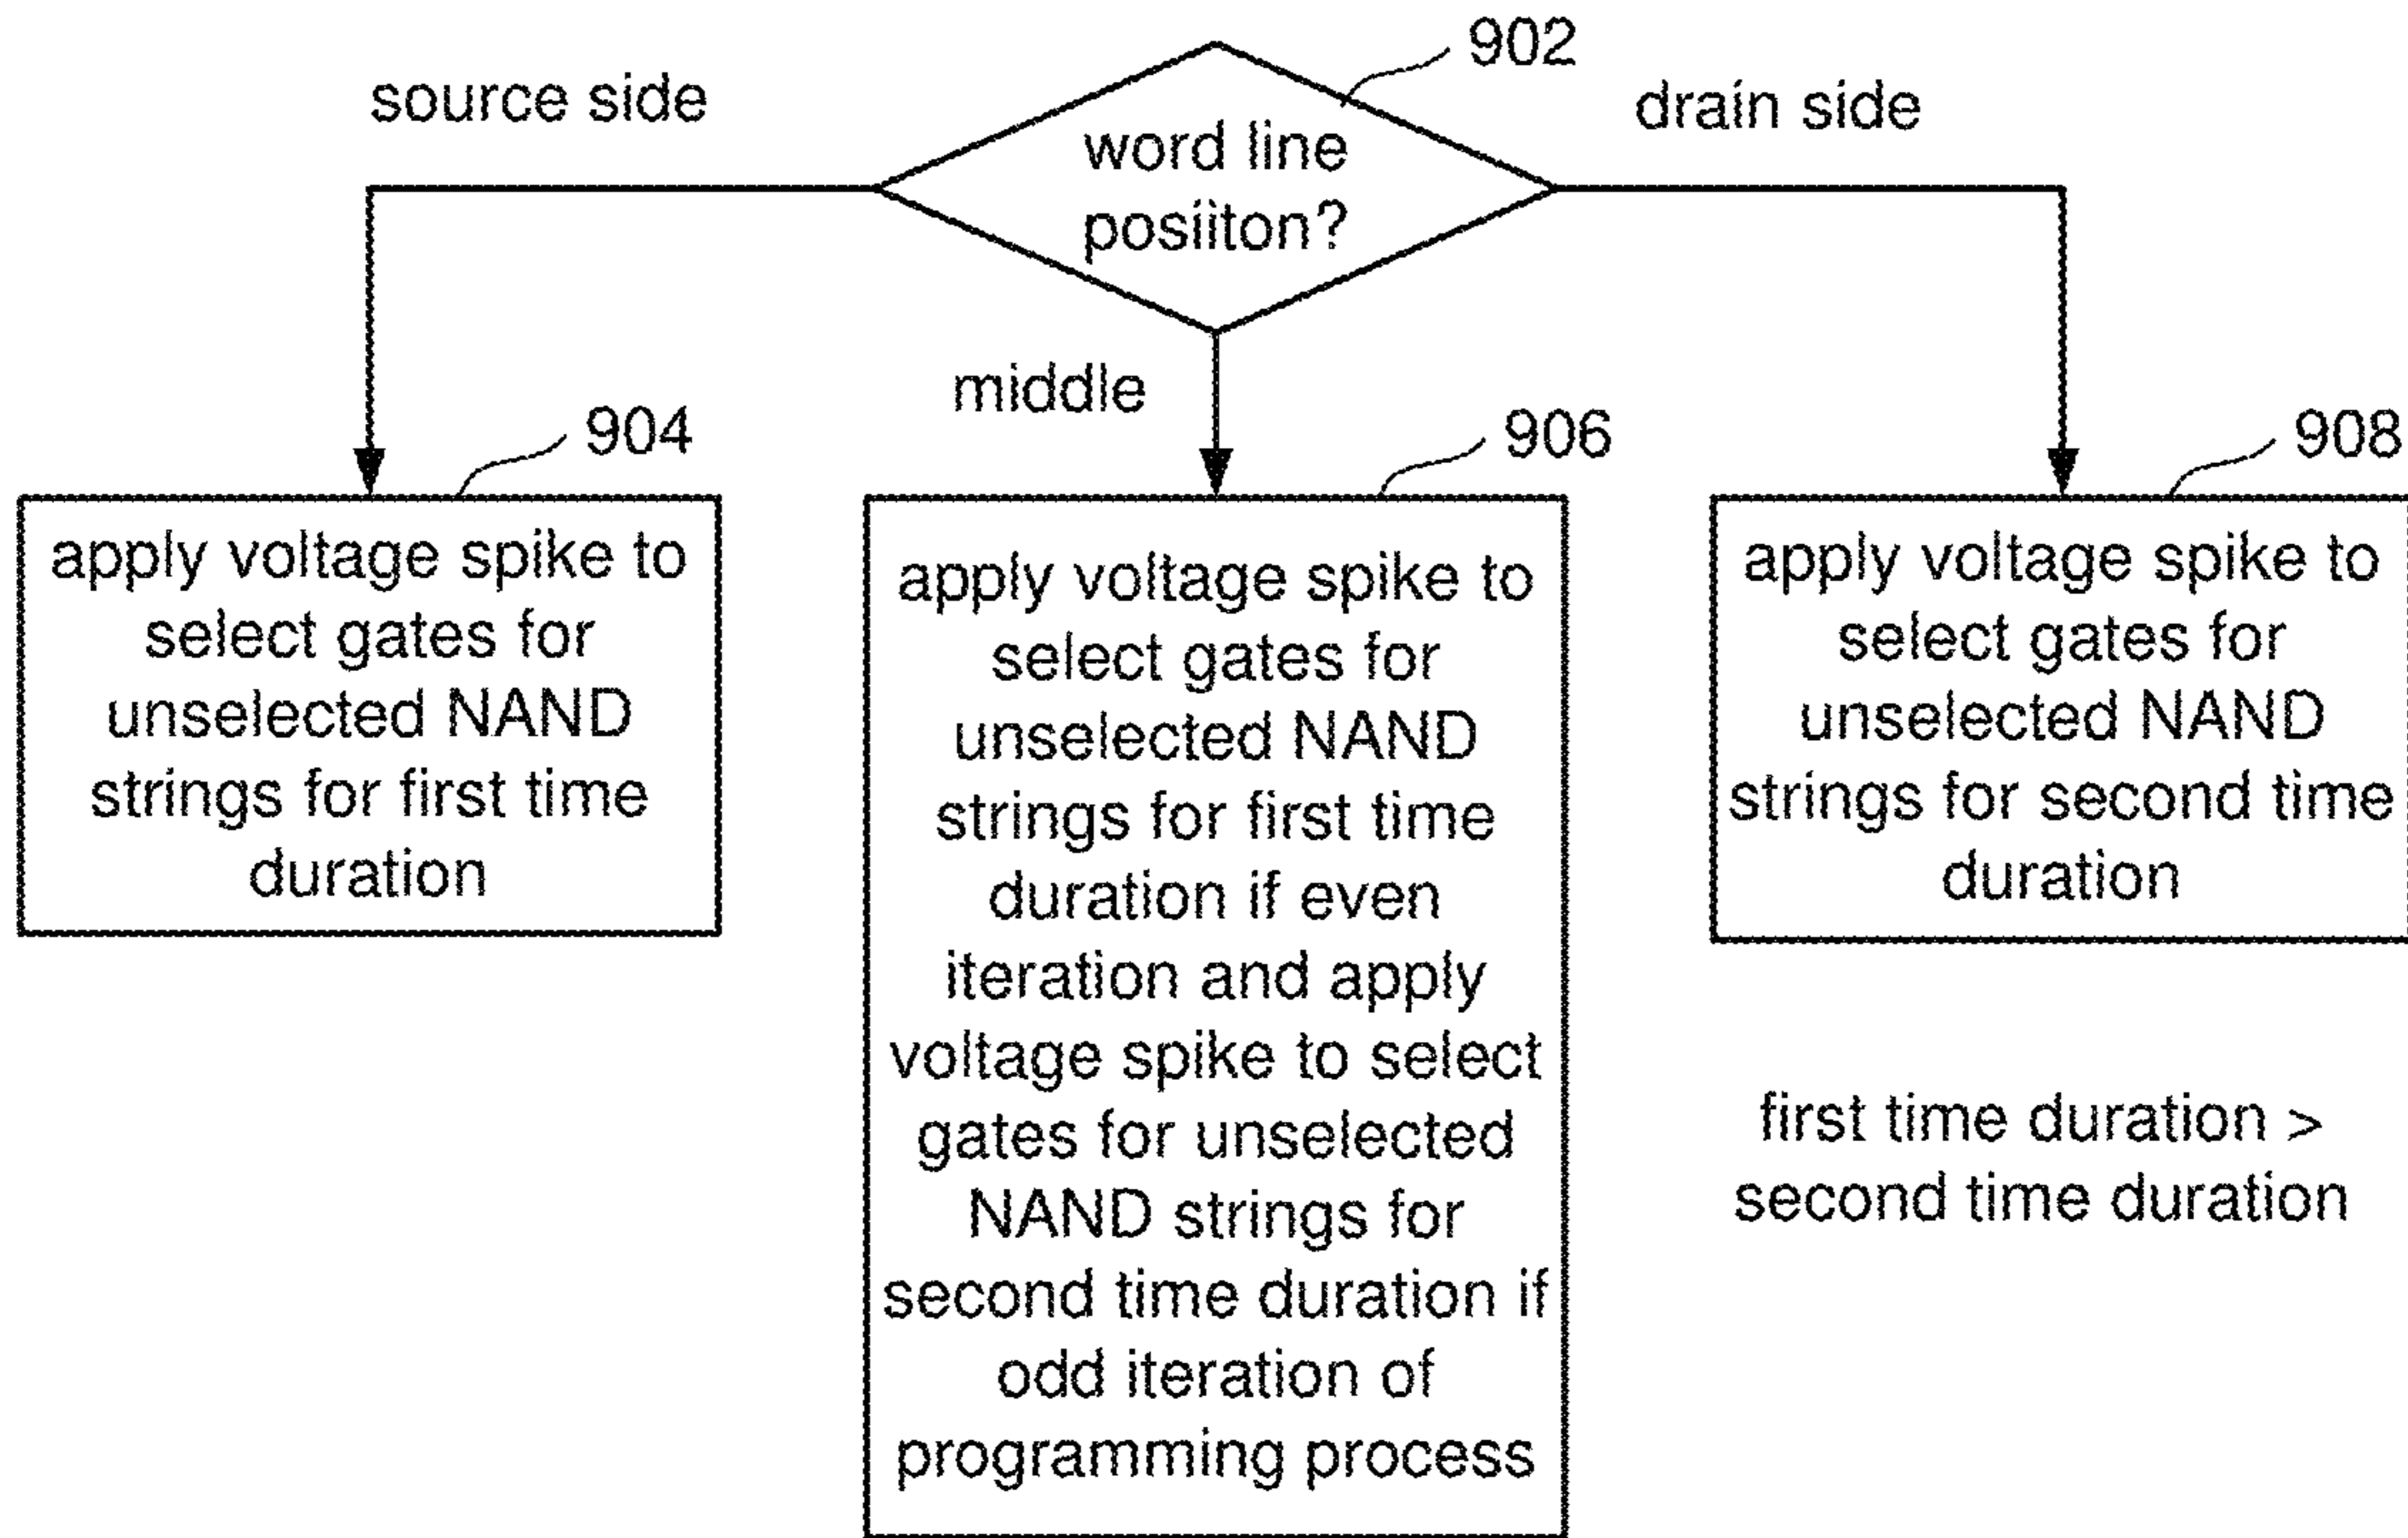 902
source side
drain side
word line
posiiton?
middle
904
906
908
apply voltage spike to
select gates for
unselected NAND
strings for first time
duration
apply voltage spike to
select gates for
unselected NAND
strings for first time
duration if even
iteration and apply
voltage spike to select
gates for unselected
NAND strings for
second time duration if
odd iteration of
programming process
apply voltage spike to
select gates for
unselected NAND
strings for second time
duration
first time duration >
second time duration